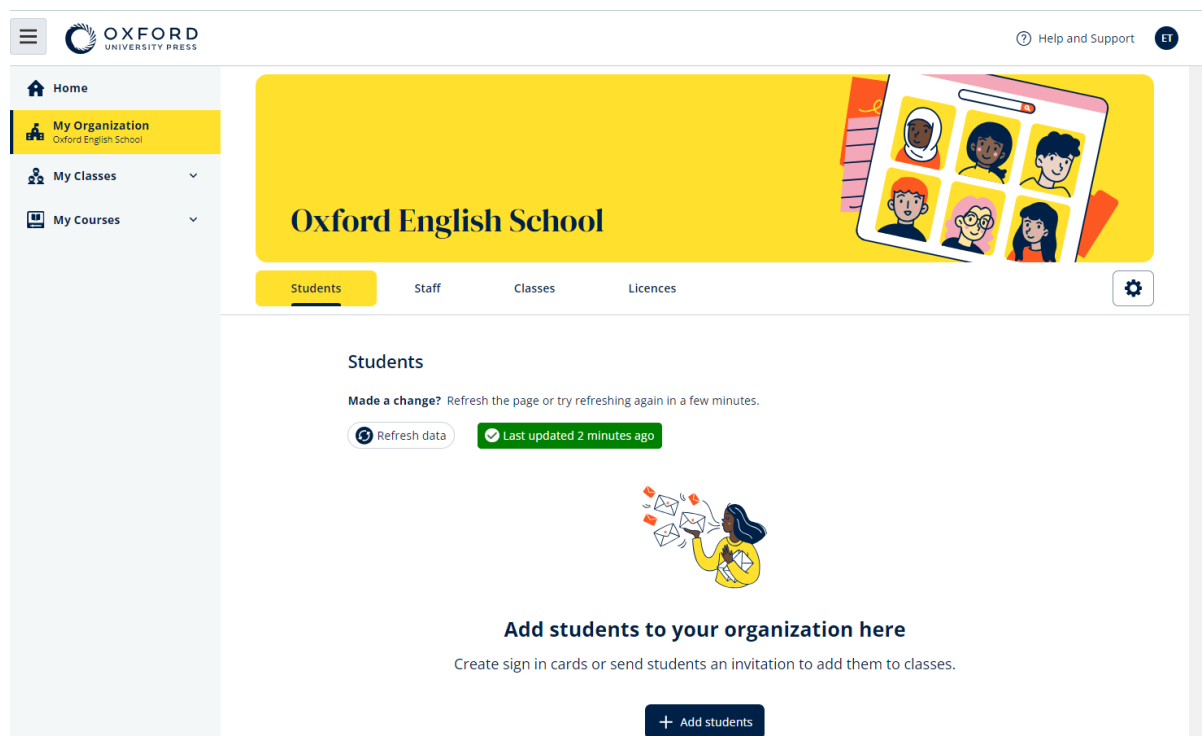 OXFORD
UNIVERSITY PRESS
Help and Support
ET
Home
My Organization
Oxford English School
My Classes
My Courses
Oxford English School
Students
Staff
Classes
Licences
Students
Made a change? Refresh the page or try refreshing again in a few minutes.
Refresh data
Last updated 2 minutes ago
Add students to your organization here
Create sign in cards or send students an invitation to add them to classes.
Add students